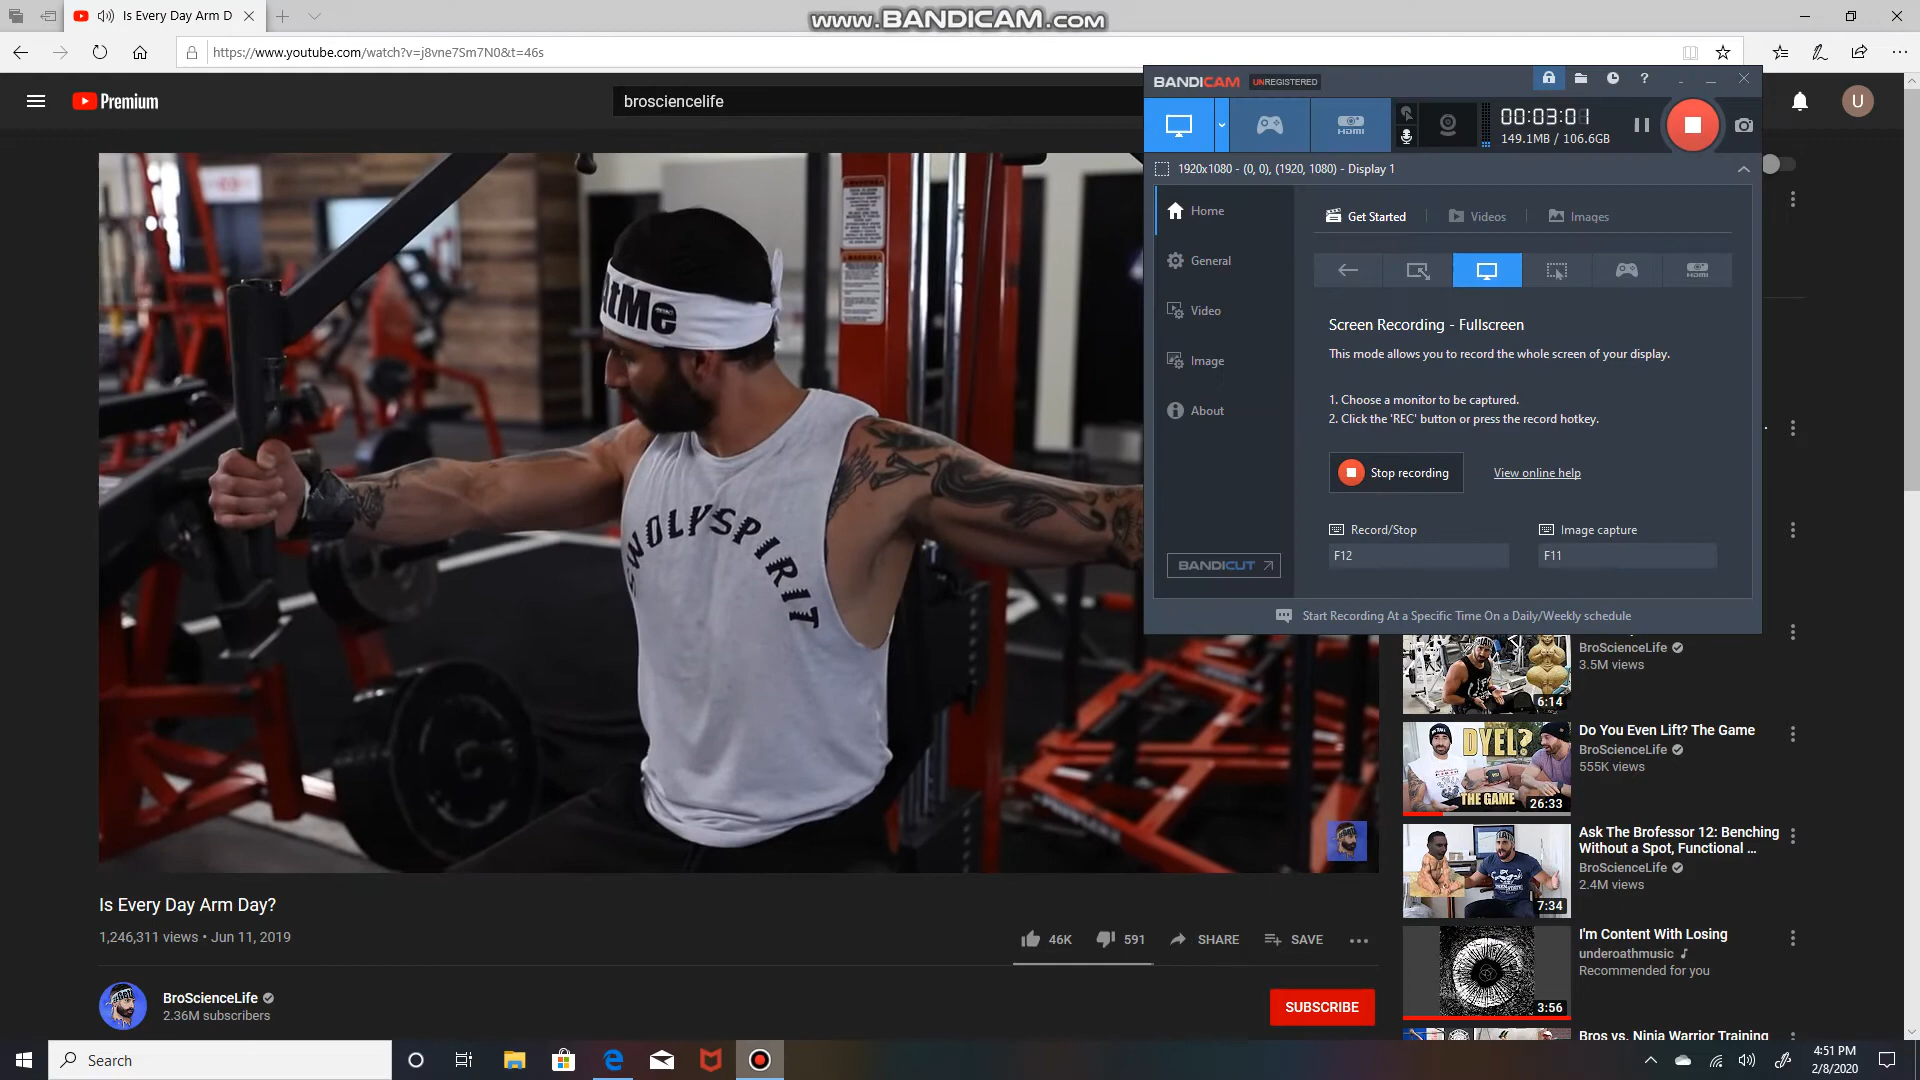 Is Every Day Arm D
www.BANDICAM.com
https://www.youtube.com/watch?v=j8vne7Sm7N0&t=46s
Premium
brosciencelife
U
BANDICAM UNREGISTERED
?
HDMI
00:03:01
149.1MB / 106.6GB
1920x1080 - (0, 0), (1920, 1080) - Display 1
Home
General
Video
Image
About
BANDICUT
Get Started
Videos
Images
HDMI
Screen Recording - Fullscreen
This mode allows you to record the whole screen of your display.
1. Choose a monitor to be captured.
2. Click the 'REC' button or press the record hotkey.
Stop recording
View online help
Record/Stop
Image capture
F12
F11
Start Recording At a Specific Time On a Daily/Weekly schedule
tMe
WOLYSPIRIT
BroScienceLife
3.5M views
6:14
DYEL?
THE GAME
26:33
Do You Even Lift? The Game
BroScienceLife
555K views
7:34
Ask The Brofessor 12: Benching
Without a Spot, Functional ...
BroScienceLife
2.4M views
3:56
I'm Content With Losing
underoathmusic
Recommended for you
Bros vs. Ninja Warrior Training
Is Every Day Arm Day?
1,246,311 views • Jun 11, 2019
46K
591
SHARE
SAVE
BroScienceLife
2.36M subscribers
SUBSCRIBE
Search
4:51 PM
2/8/2020